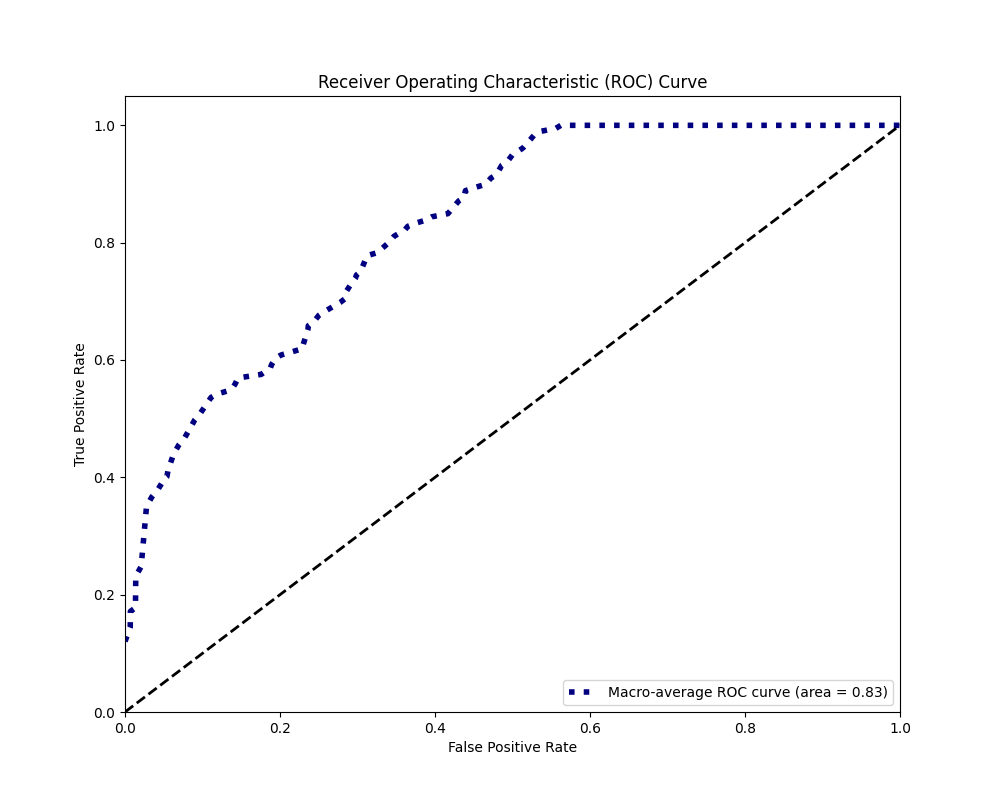 Receiver Operating Characteristic (ROC) Curve
1.0
0.8
0.6
0.4
0.2
0.0
True Positive Rate
0.0 0.2 0.4 0.6 0.8 1.0
False Positive Rate
Macro-average ROC curve (area = 0.83)